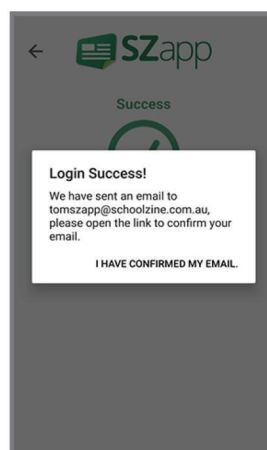 SZapp
Success
Login Success!
We have sent an email to
tomszapp@schoolzine.com.au,
please open the link to confirm your
email.
I HAVE CONFIRMED MY EMAIL.